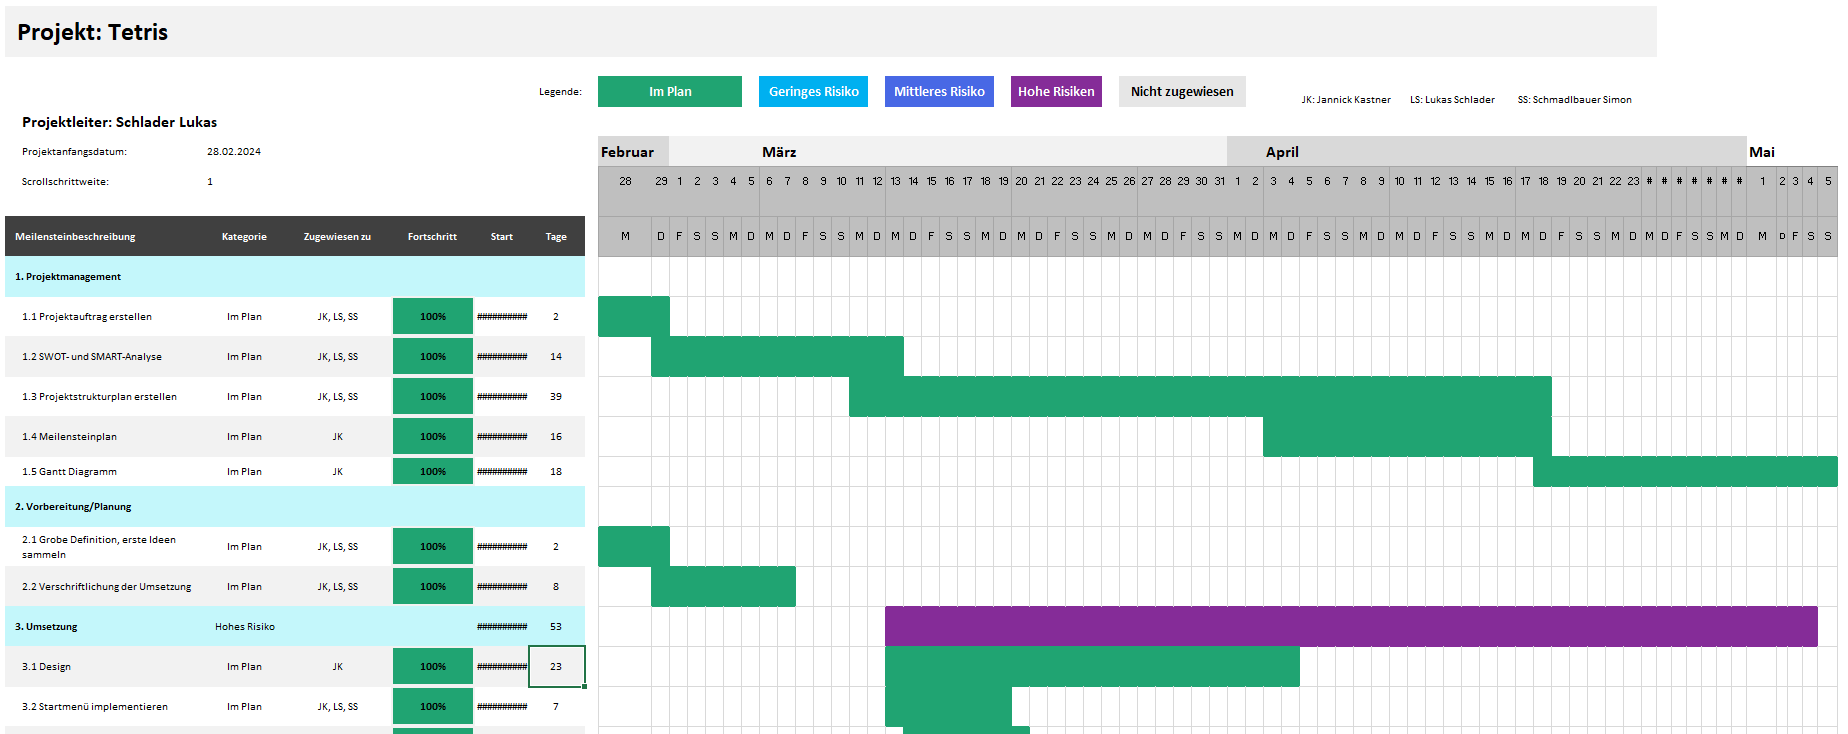 Projekt: Tetris
Legende: Im Plan Geringes Risiko Mittleres Risiko Hohe Risiken Nicht zugewiesen
JK: Jannick Kastner LS: Lukas Schlader SS: Schmadlbauer Simon
Projektleiter: Schlader Lukas
Projektanfangsdatum: 28.02.2024
Scrollschrittweite: 1
Februar März April Mai
28 29 1 2 3 4 5 6 7 8 9 10 11 12 13 14 15 16 17 18 19 20 21 22 23 24 25 26 27 28 29 30 31 1 2 3 4 5 6 7 8 9 10 11 12 13 14 15 16 17 18 19 20 21 22 23 # # # # # # # 1 2 3 4 5
Meilensteinbeschreibung Kategorie Zugewiesen zu Fortschritt Start Tage
M D F S S M D M D F S S M D M D F S S M D M D F S S M D M D F S S M D M D F S S M D M D F S S M D M D F S S M D M D F S S M D M D F S S
1. Projektmanagement
1.1 Projektauftrag erstellen Im Plan JK, LS, SS 100% ########## 2
1.2 SWOT- und SMART-Analyse Im Plan JK, LS, SS 100% ########## 14
1.3 Projektstrukturplan erstellen Im Plan JK, LS, SS 100% ########## 39
1.4 Meilensteinplan Im Plan JK 100% ########## 16
1.5 Gantt Diagramm Im Plan JK 100% ########## 18
2. Vorbereitung/Planung
2.1 Grobe Definition, erste Ideen
sammeln Im Plan JK, LS, SS 100% ########## 2
2.2 Verschriftlichung der Umsetzung Im Plan JK, LS, SS 100% ########## 8
3. Umsetzung Hohes Risiko ########## 53
3.1 Design Im Plan JK 100% ########## 23
3.2 Startmenü implementieren Im Plan JK, LS, SS 100% ########## 7